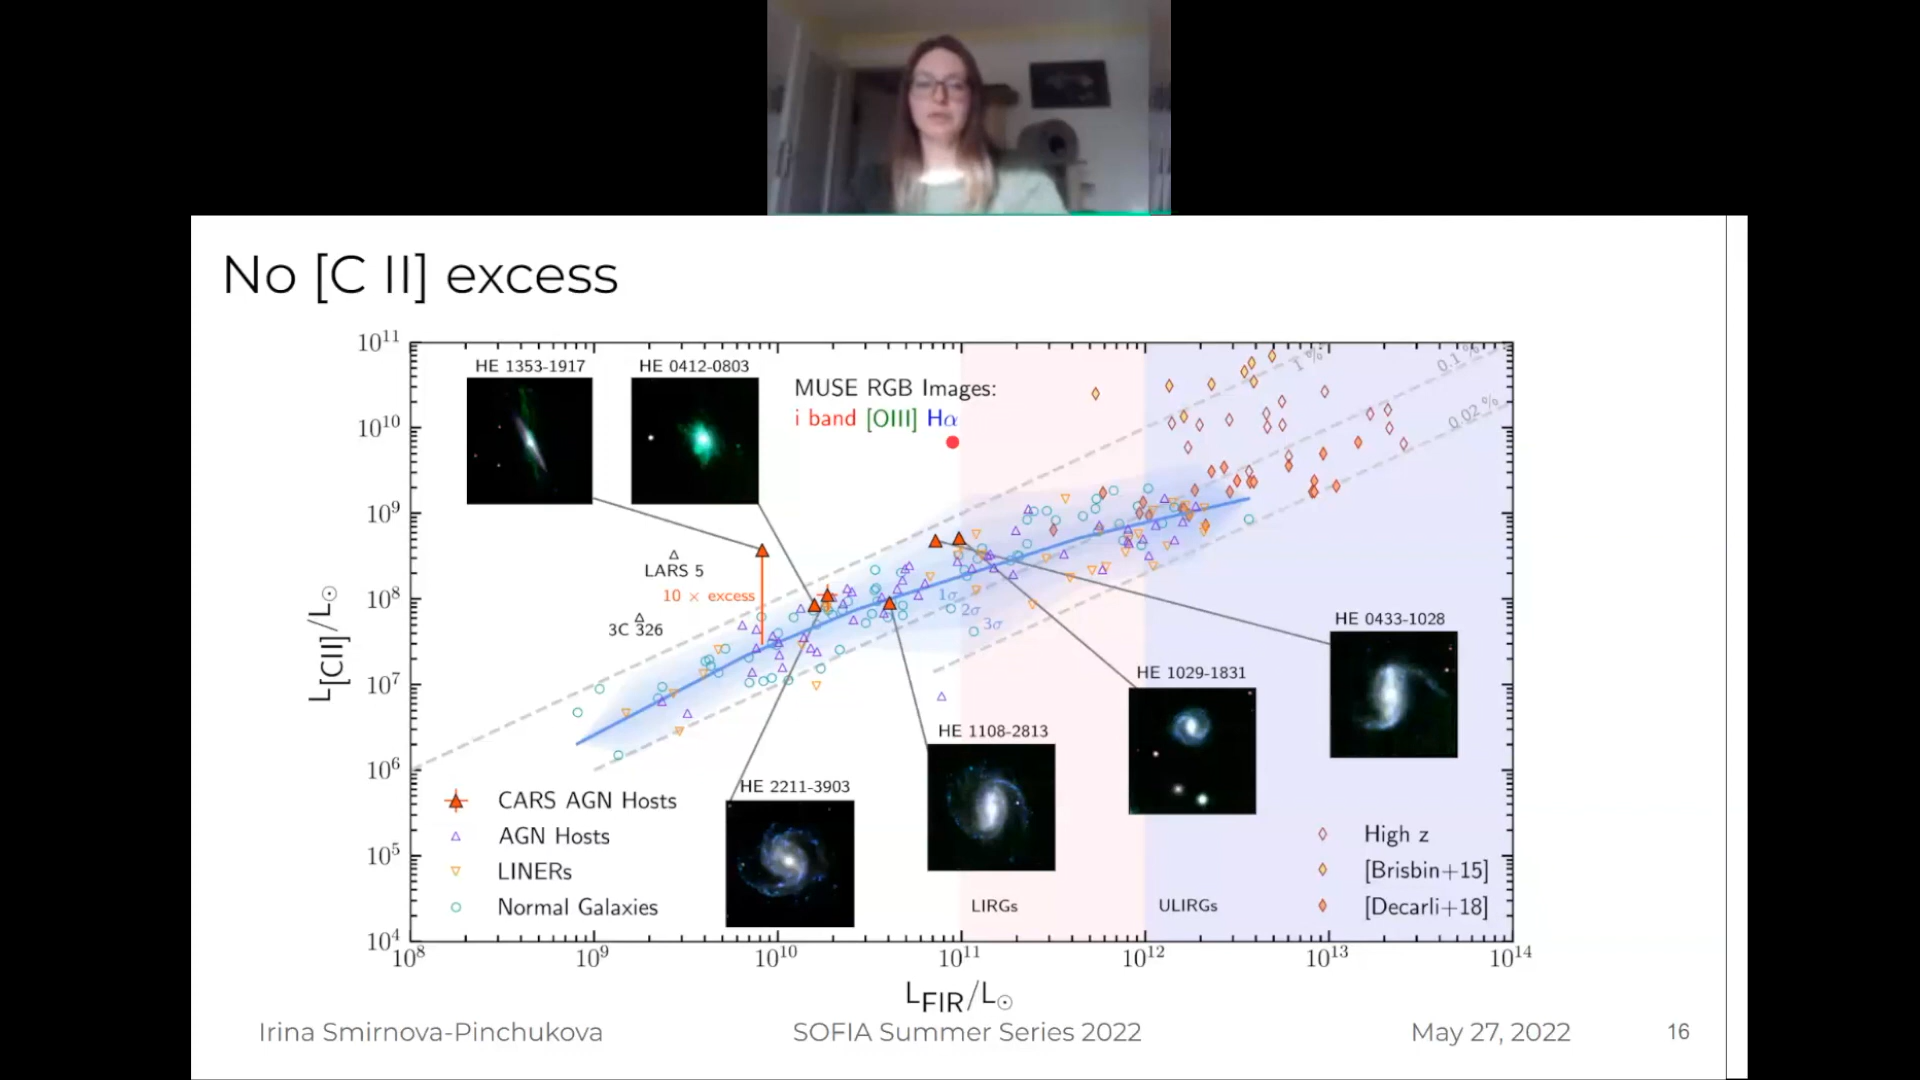 No [C II] excess
10¹¹
10¹⁰
10⁹
10⁸
10⁷
10⁶
10⁵
10⁴
L[CII]/L☉
HE 1353-1917
HE 0412-0803
MUSE RGB Images:
i band [OIII] Hα
1 %
0.1 %
0.02 %
LARS 5
10 × excess
3C 326
1σ
2σ
3σ
HE 0433-1028
HE 1029-1831
HE 1108-2813
HE 2211-3903
CARS AGN Hosts
AGN Hosts
LINERs
Normal Galaxies
LIRGs
ULIRGs
High z
[Brisbin+15]
[Decarli+18]
10⁸ 10⁹ 10¹⁰ 10¹¹ 10¹² 10¹³ 10¹⁴
LFIR/L☉
Irina Smirnova-Pinchukova SOFIA Summer Series 2022 May 27, 2022 16